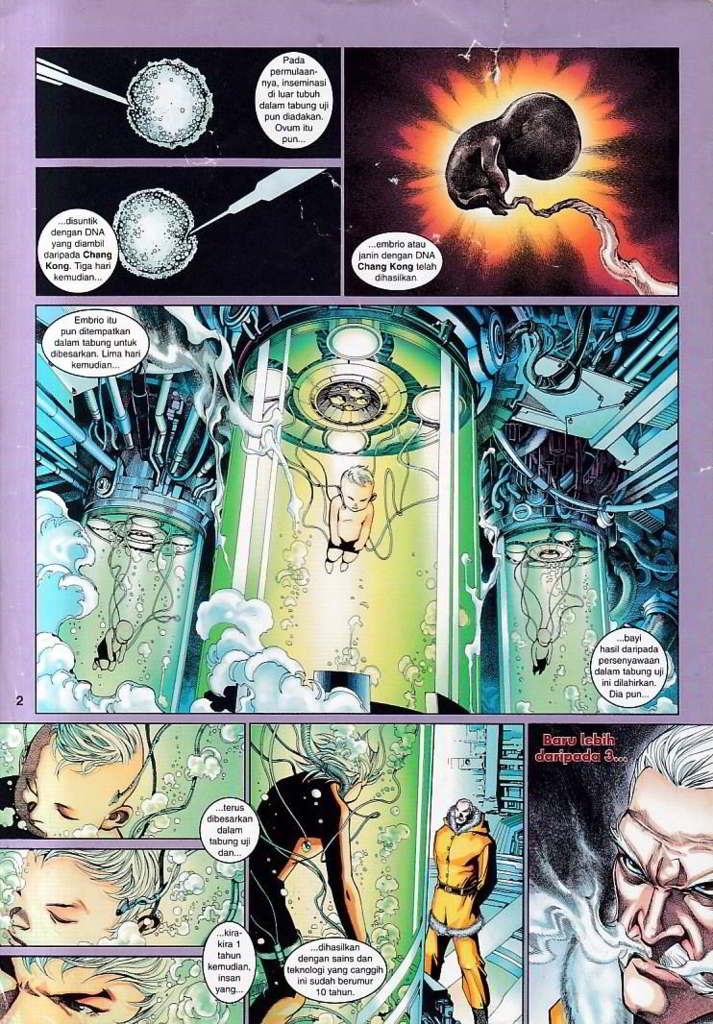 Pada
permulaan-
nya, inseminasi
di luar tubuh
dalam tabung uji
pun diadakan.
Ovum itu
pun...
...disuntik
dengan DNA
yang diambil
daripada Chang
Kong. Tiga hari
kemudian...
...embrio atau
janin dengan DNA
Chang Kong telah
dihasilkan
Embrio itu
pun ditempatkan
dalam tabung untuk
dibesarkan. Lima hari
kemudian...
...bayi
hasil daripada
persenyawaan
dalam tabung uji
ini dilahirkan.
Dia pun...
2
...terus
dibesarkan
dalam
tabung uji
dan...
...kira-
kira 1
tahun
kemudian,
insan
yang...
...dihasilkan
dengan sains dan
teknologi yang canggih
ini sudah berumur
10 tahun.
Baru lebih
daripada 3...